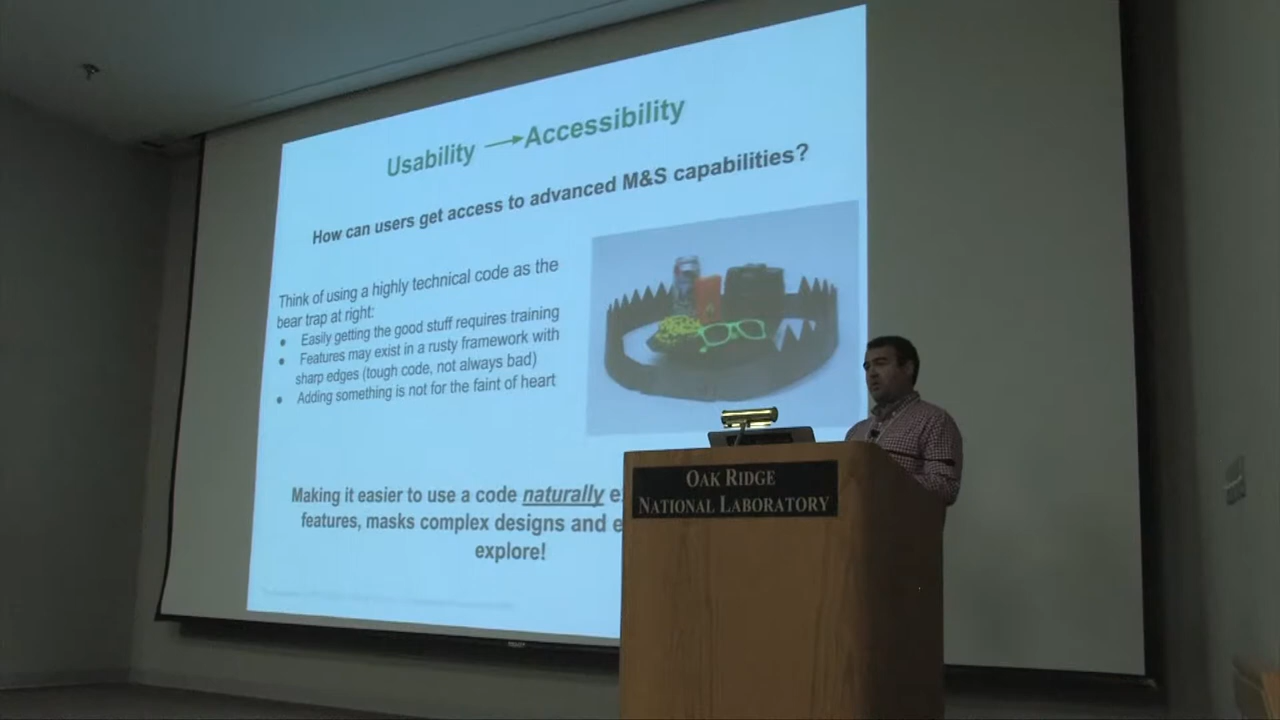 Usability → Accessibility
How can users get access to advanced M&S capabilities?
Think of using a highly technical code as the
bear trap at right:
● Easily getting the good stuff requires training
● Features may exist in a rusty framework with
sharp edges (tough code, not always bad)
● Adding something is not for the faint of heart
Making it easier to use a code naturally
features, masks complex designs and
explore!
OAK RIDGE
NATIONAL LABORATORY